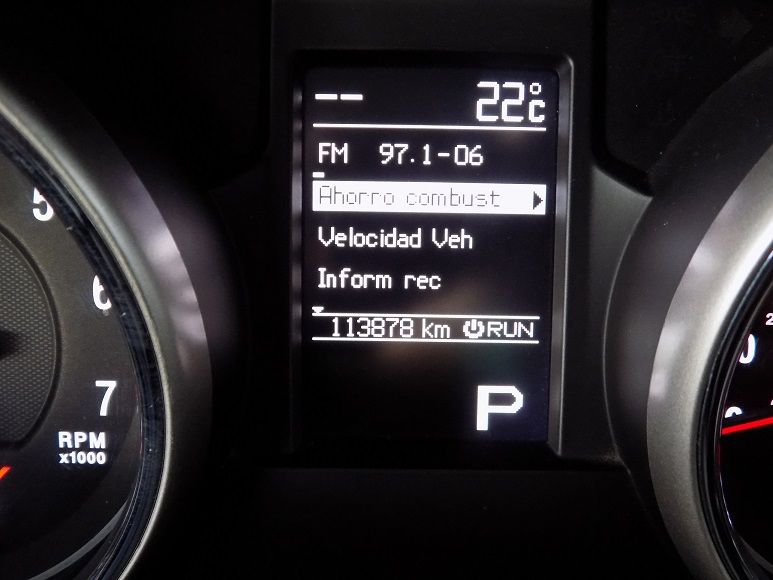 -- 22°C
FM 97.1-06
Ahorro combust
Velocidad Veh
Inform rec
113878 km RUN
P
5
6
7
RPM
x1000